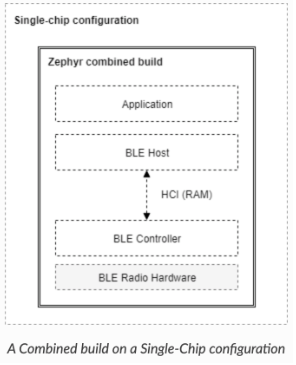 Single-chip configuration
Zephyr combined build
Application
BLE Host
HCI (RAM)
BLE Controller
BLE Radio Hardware
A Combined build on a Single-Chip configuration